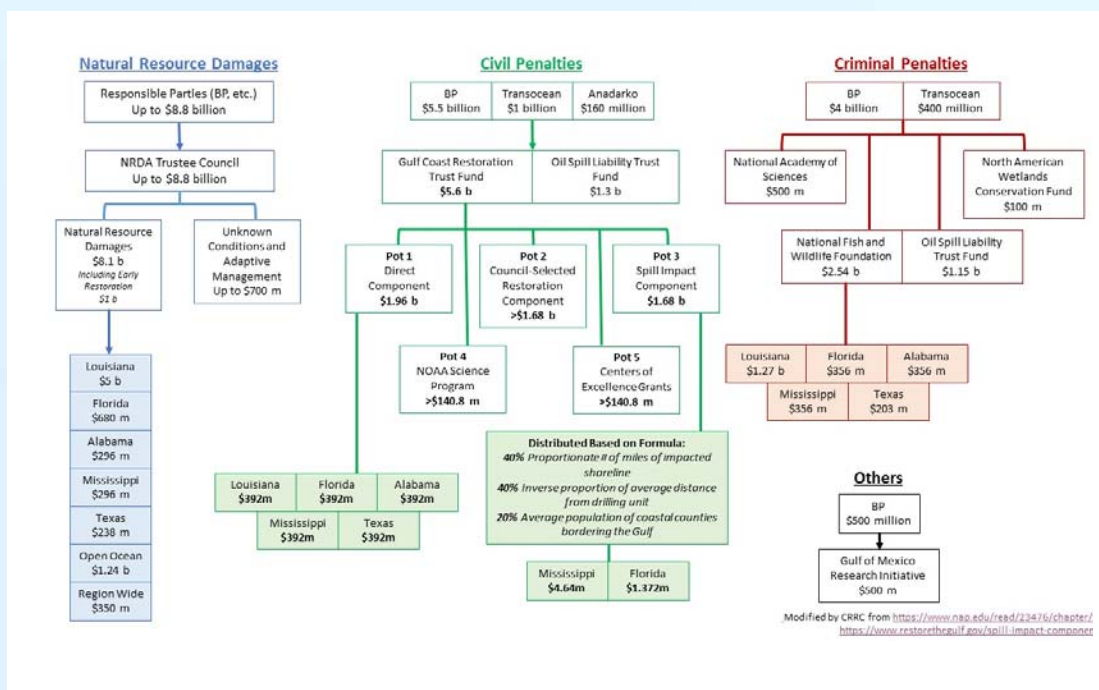 Natural Resource Damages
Responsible Parties (BP, etc.)
Up to $8.8 billion
NRDA Trustee Council
Up to $8.8 billion
Natural Resource
Damages
$8.1 b
Including Early
Restoration
$1 b
Unknown
Conditions and
Adaptive
Management
Up to $700 m
Louisiana
$5 b
Florida
$680 m
Alabama
$296 m
Mississippi
$296 m
Texas
$238 m
Open Ocean
$1.24 b
Region Wide
$350 m
Civil Penalties
BP
$5.5 billion
Transocean
$1 billion
Anadarko
$160 million
Gulf Coast Restoration
Trust Fund
$5.6 b
Oil Spill Liability Trust
Fund
$1.3 b
Pot 1
Direct
Component
$1.96 b
Pot 2
Council-Selected
Restoration
Component
>$1.68 b
Pot 3
Spill Impact
Component
$1.68 b
Pot 4
NOAA Science
Program
>$140.8 m
Pot 5
Centers of
Excellence Grants
>$140.8 m
Louisiana
$392m
Florida
$392m
Alabama
$392m
Mississippi
$392m
Texas
$392m
Distributed Based on Formula:
40% Proportionate # of miles of impacted
shoreline
40% Inverse proportion of average distance
from drilling unit
20% Average population of coastal counties
bordering the Gulf
Mississippi
$4.64m
Florida
$1.372m
Criminal Penalties
BP
$4 billion
Transocean
$400 million
National Academy of
Sciences
$500 m
North American
Wetlands
Conservation Fund
$100 m
National Fish and
Wildlife Foundation
$2.54 b
Oil Spill Liability
Trust Fund
$1.15 b
Louisiana
$1.27 b
Florida
$356 m
Alabama
$356 m
Mississippi
$356 m
Texas
$203 m
Others
BP
$500 million
Gulf of Mexico
Research Initiative
$500 m
Modified by CRRC from https://www.nap.edu/read/23476/chapter/
https://www.restorethegulf.gov/spill-impact-componen